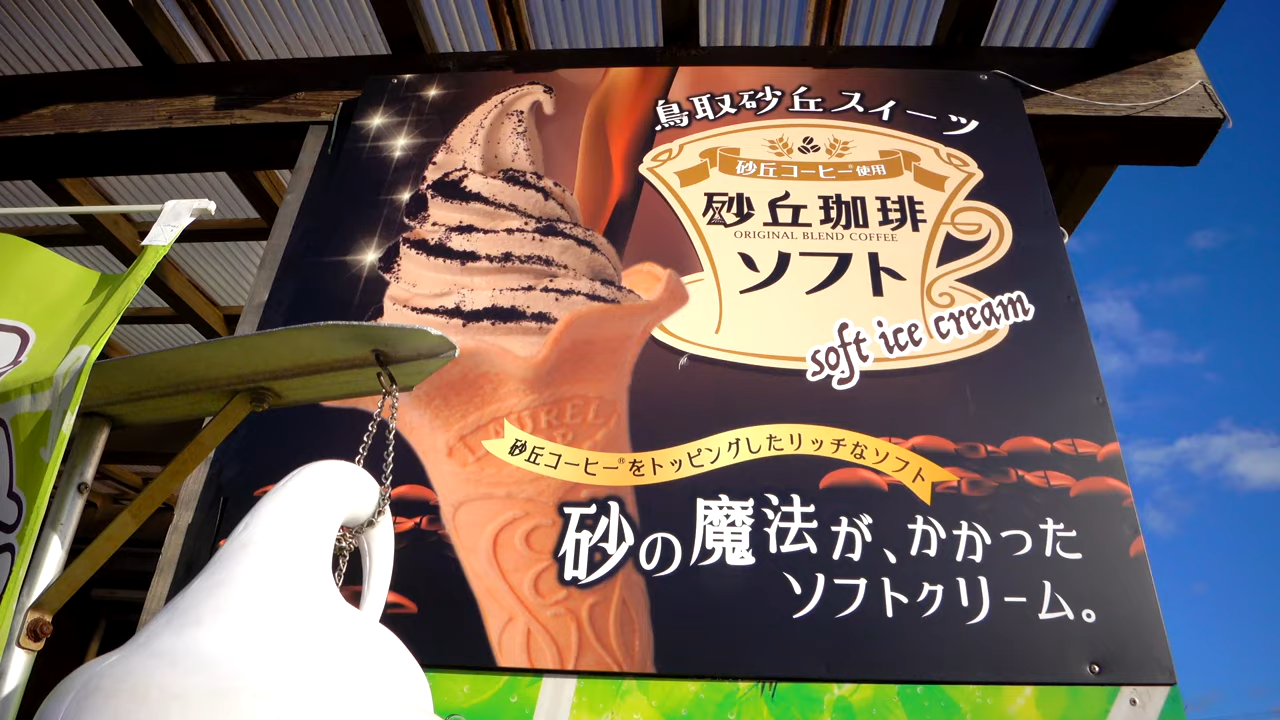 鳥取砂丘スイーツ
砂丘コーヒー®使用
砂丘珈琲
ORIGINAL BLEND COFFEE
ソフト
soft ice cream
LAUREL
砂丘コーヒー®をトッピングしたリッチなソフト
砂の魔法が、かかった
ソフトクリーム。